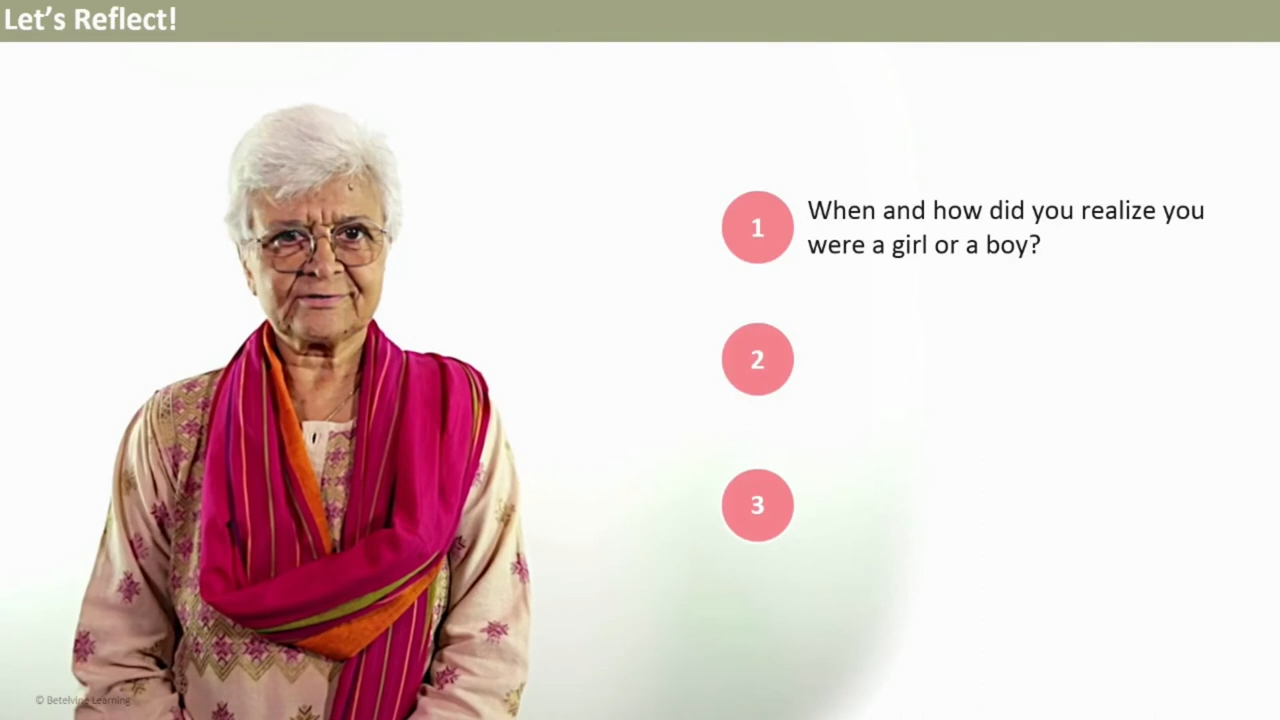 Let's Reflect!
1 When and how did you realize you
were a girl or a boy?
2
3
© Betelvine Learning